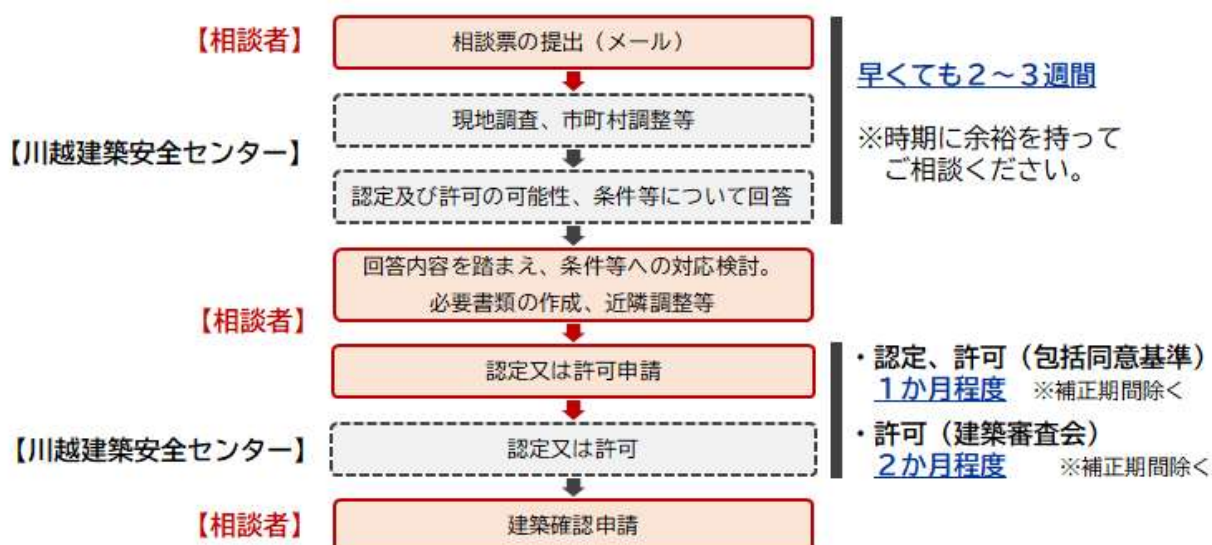 【相談者】
相談票の提出（メール）
早くても２～３週間
現地調査、市町村調整等
※時期に余裕を持って
ご相談ください。
【川越建築安全センター】
認定及び許可の可能性、条件等について回答
回答内容を踏まえ、条件等への対応検討。
必要書類の作成、近隣調整等
【相談者】
認定又は許可申請
・認定、許可（包括同意基準）
１か月程度 ※補正期間除く
【川越建築安全センター】
認定又は許可
・許可（建築審査会）
２か月程度 ※補正期間除く
【相談者】
建築確認申請